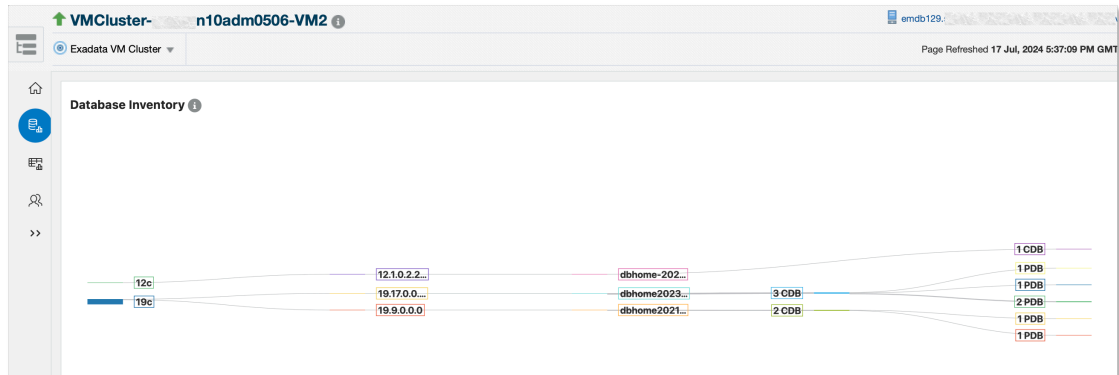 VMCluster- n10adm0506-VM2
emdb129.
Exadata VM Cluster
Page Refreshed 17 Jul, 2024 5:37:09 PM GMT
Database Inventory
1 CDB
12.1.0.2.2... dbhome-202... 1 PDB
12c
19.17.0.0.... dbhome2023... 3 CDB 1 PDB
19c 2 PDB
19.9.0.0.0 dbhome2021... 2 CDB 1 PDB
1 PDB